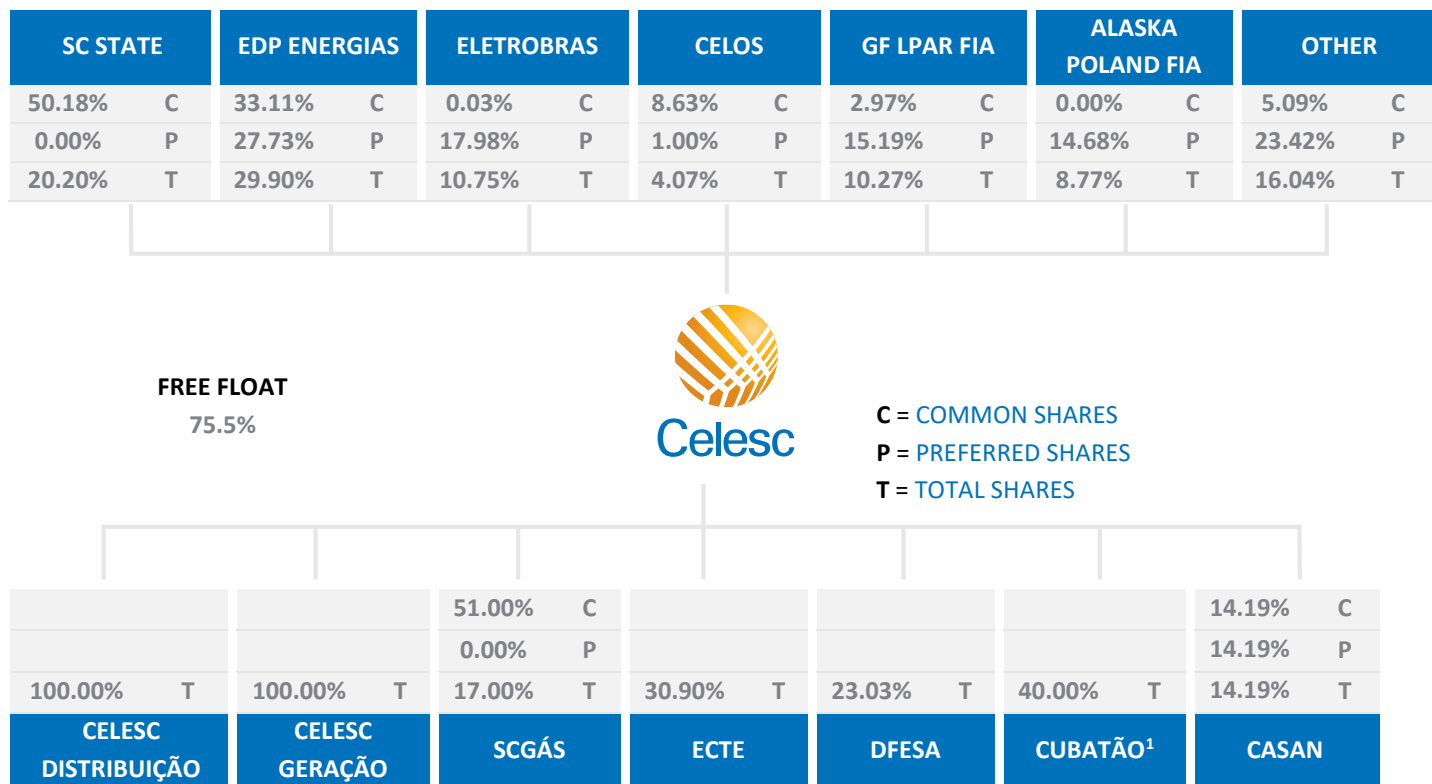 SC STATE EDP ENERGIAS ELETROBRAS CELOS GF LPAR FIA ALASKA POLAND FIA OTHER
50.18% C 33.11% C 0.03% C 8.63% C 2.97% C 0.00% C 5.09% C
0.00% P 27.73% P 17.98% P 1.00% P 15.19% P 14.68% P 23.42% P
20.20% T 29.90% T 10.75% T 4.07% T 10.27% T 8.77% T 16.04% T
FREE FLOAT
75.5%
Celesc
C = COMMON SHARES
P = PREFERRED SHARES
T = TOTAL SHARES
51.00% C 14.19% C
0.00% P 14.19% P
100.00% T 100.00% T 17.00% T 30.90% T 23.03% T 40.00% T 14.19% T
CELESC DISTRIBUIÇÃO CELESC GERAÇÃO SCGÁS ECTE DFESA CUBATÃO¹ CASAN